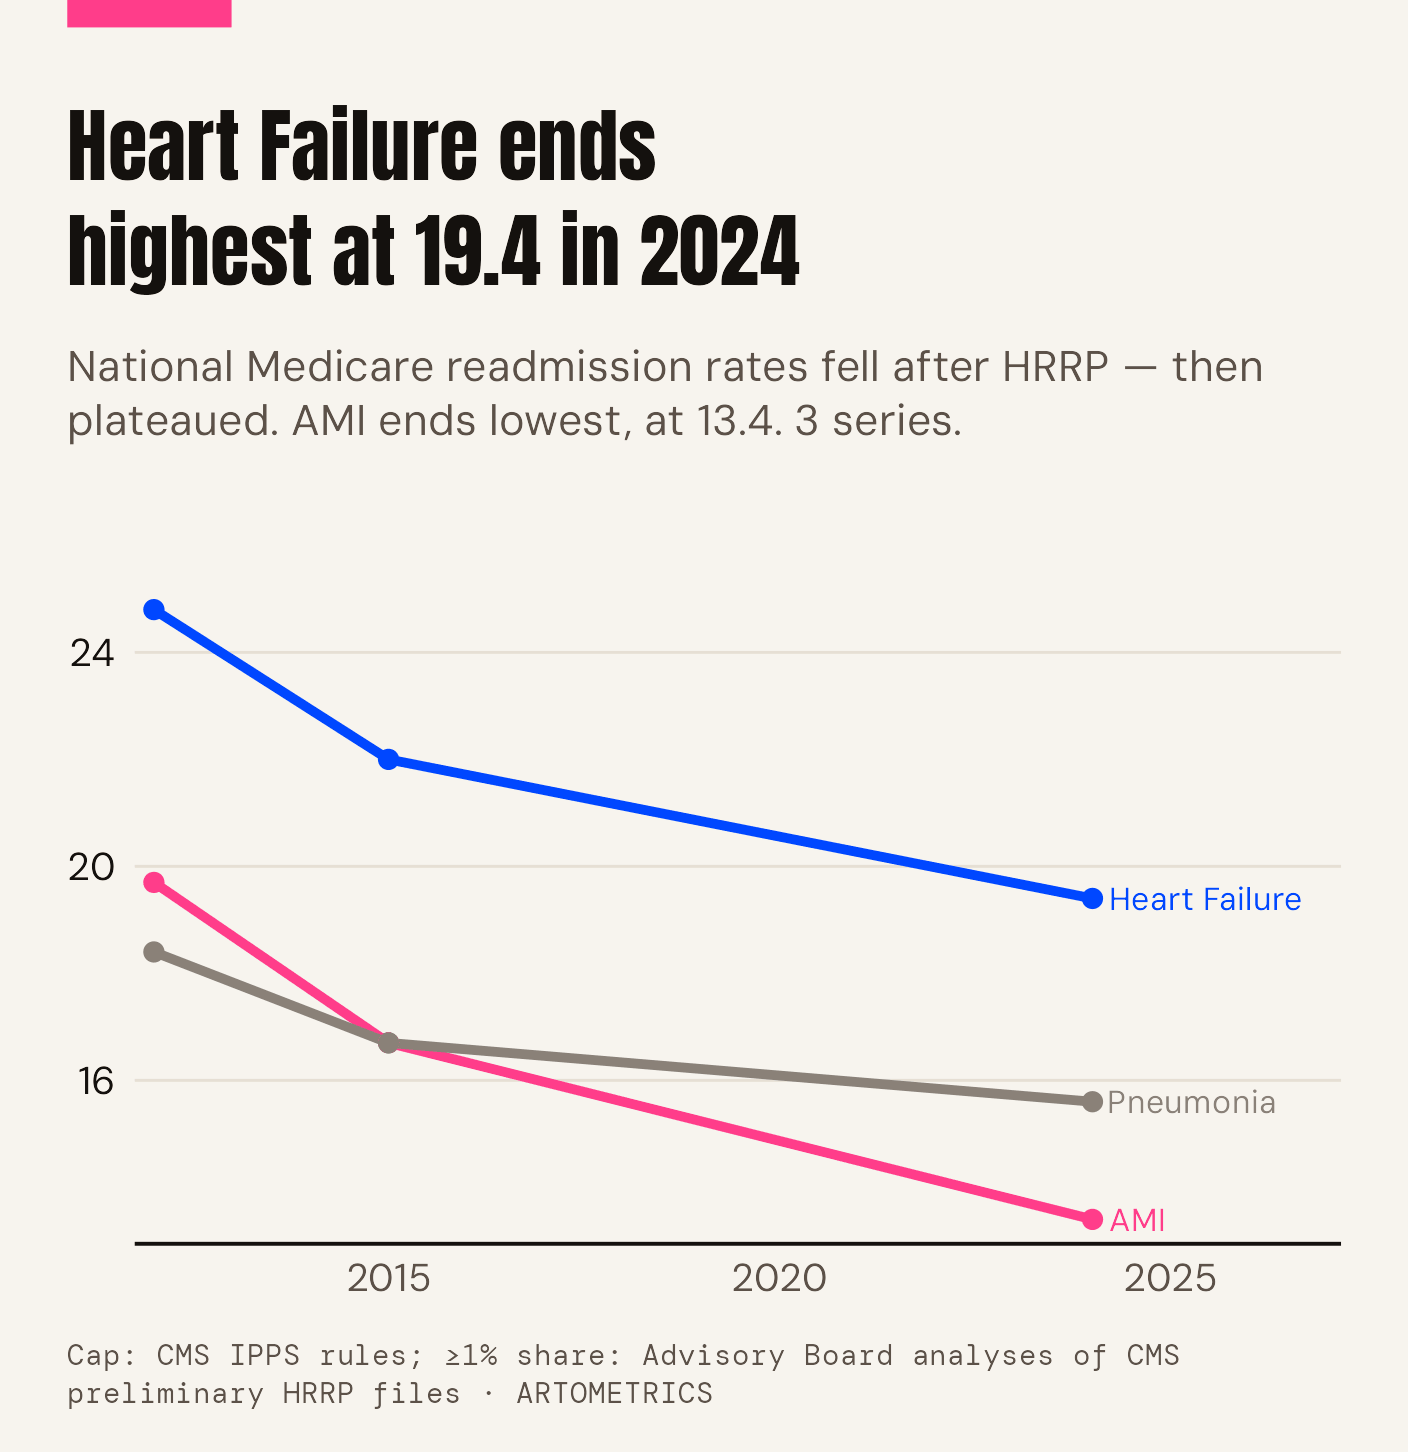 Heart Failure ends
highest at 19.4 in 2024
National Medicare readmission rates fell after HRRP — then
plateaued. AMI ends lowest, at 13.4. 3 series.
24
20
16
Heart Failure
Pneumonia
AMI
2015
2020
2025
Cap: CMS IPPS rules; ≥1% share: Advisory Board analyses of CMS
preliminary HRRP files · ARTOMETRICS